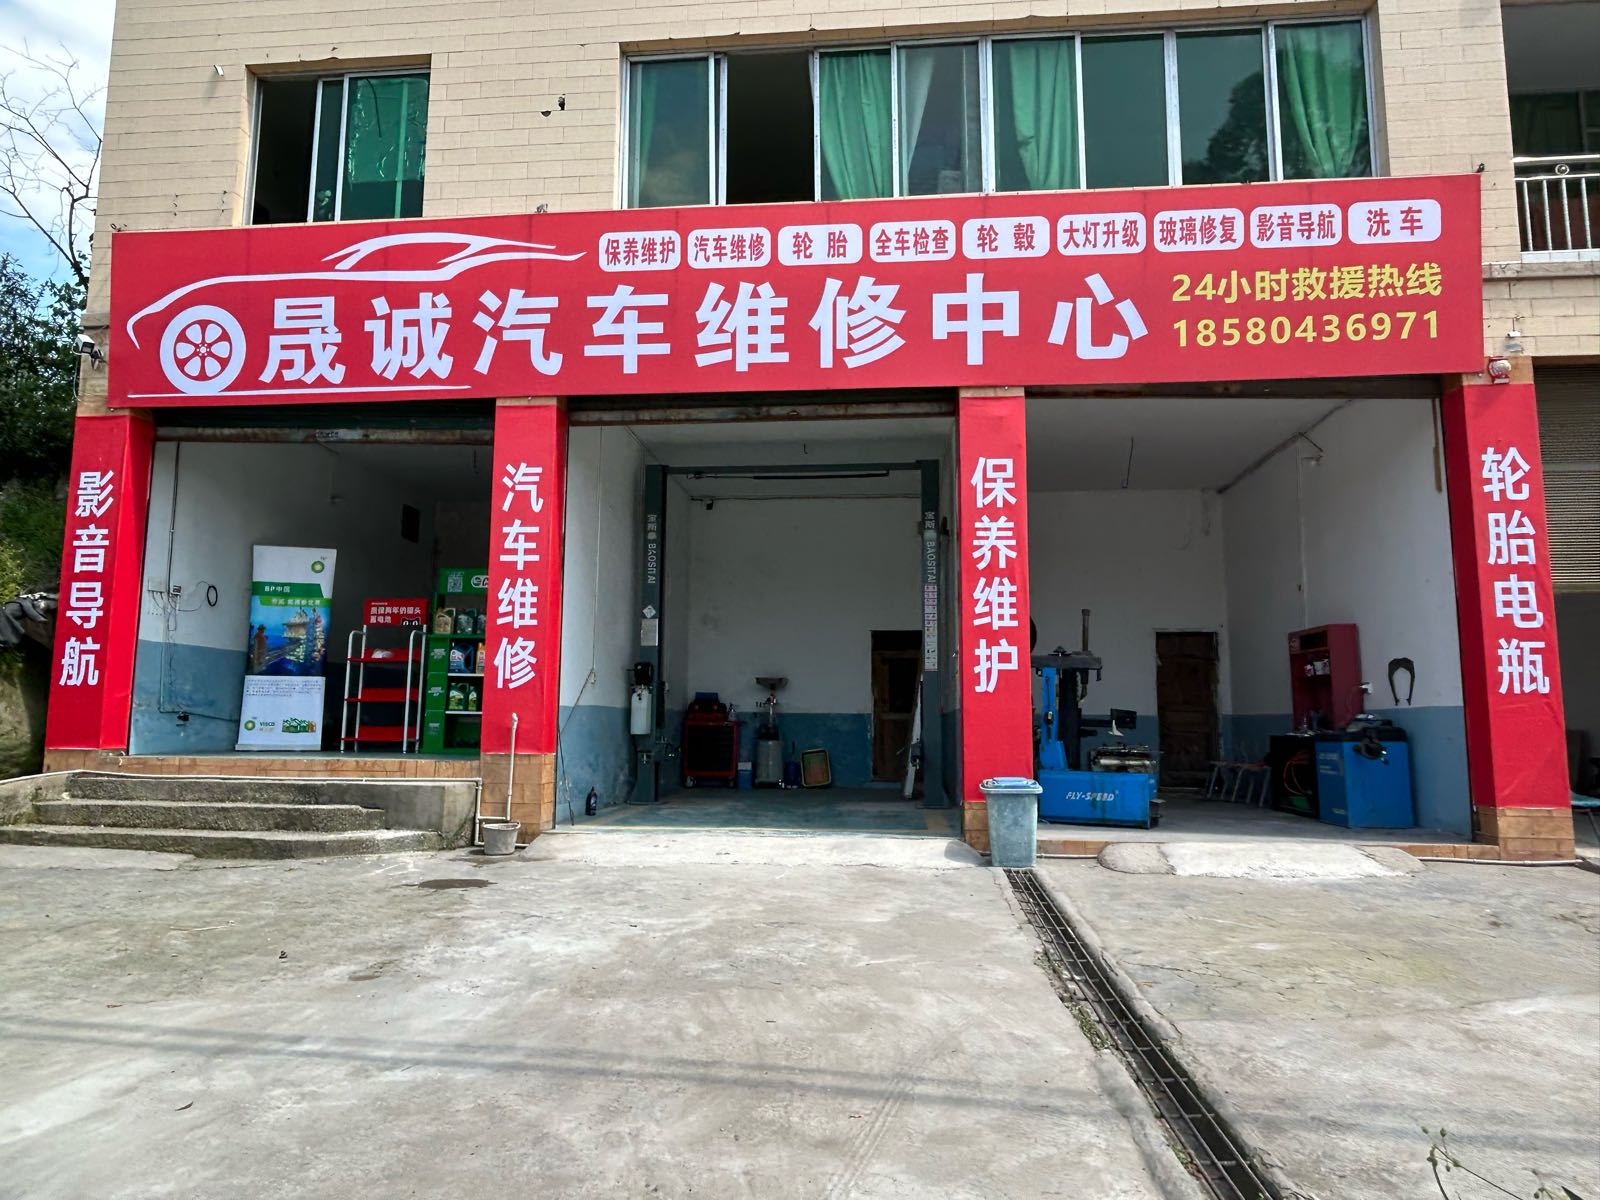 保养维护 汽车维修 轮胎 全车检查 轮毂 大灯升级 玻璃修复 影音导航 洗车
晟诚汽车维修中心
24小时救援热线
18580436971
影音导航
汽车维修
保养维护
轮胎电瓶
BP中国
BAOSITAI
BAOSITAI
FLY-SPEED